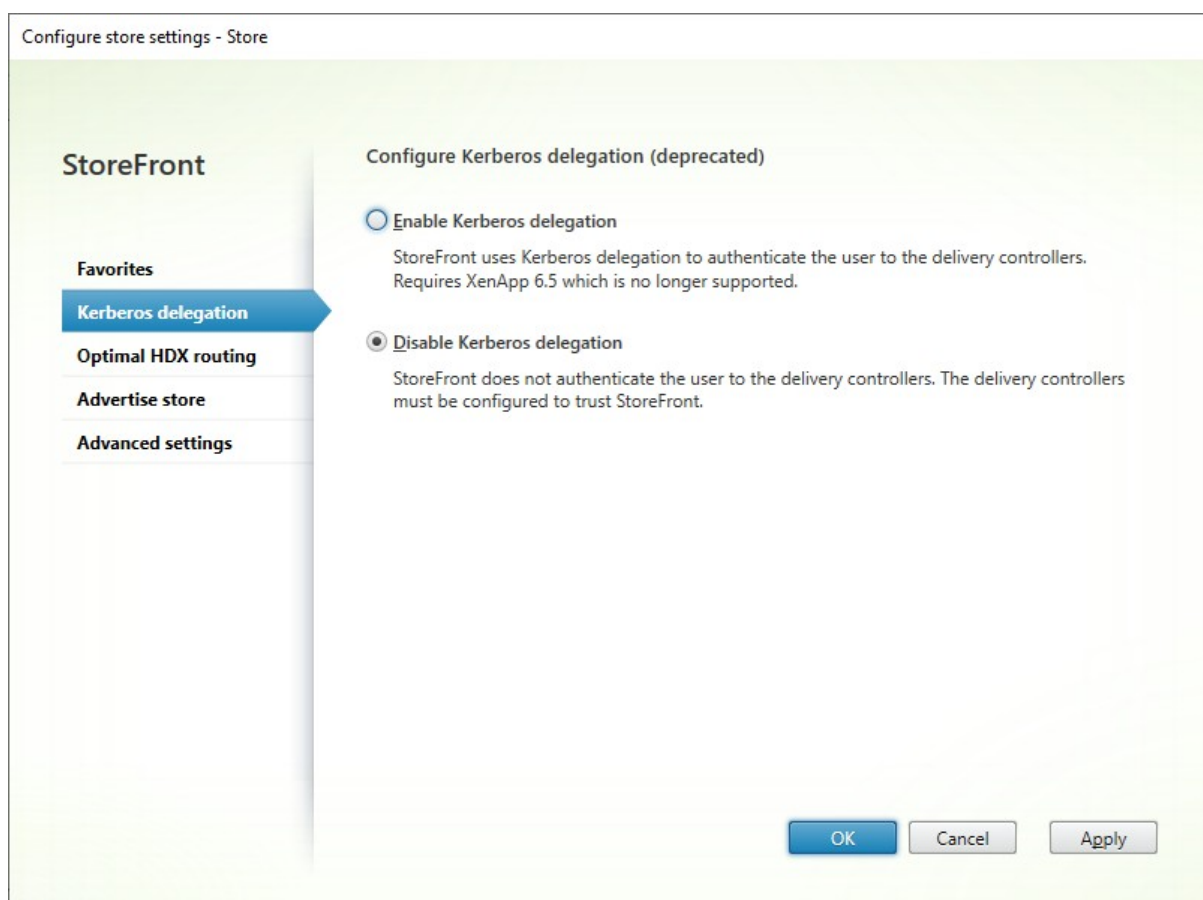 Configure store settings - Store
StoreFront
Favorites
Kerberos delegation
Optimal HDX routing
Advertise store
Advanced settings
Configure Kerberos delegation (deprecated)
Enable Kerberos delegation
StoreFront uses Kerberos delegation to authenticate the user to the delivery controllers.
Requires XenApp 6.5 which is no longer supported.
Disable Kerberos delegation
StoreFront does not authenticate the user to the delivery controllers. The delivery controllers
must be configured to trust StoreFront.
OK
Cancel
Apply